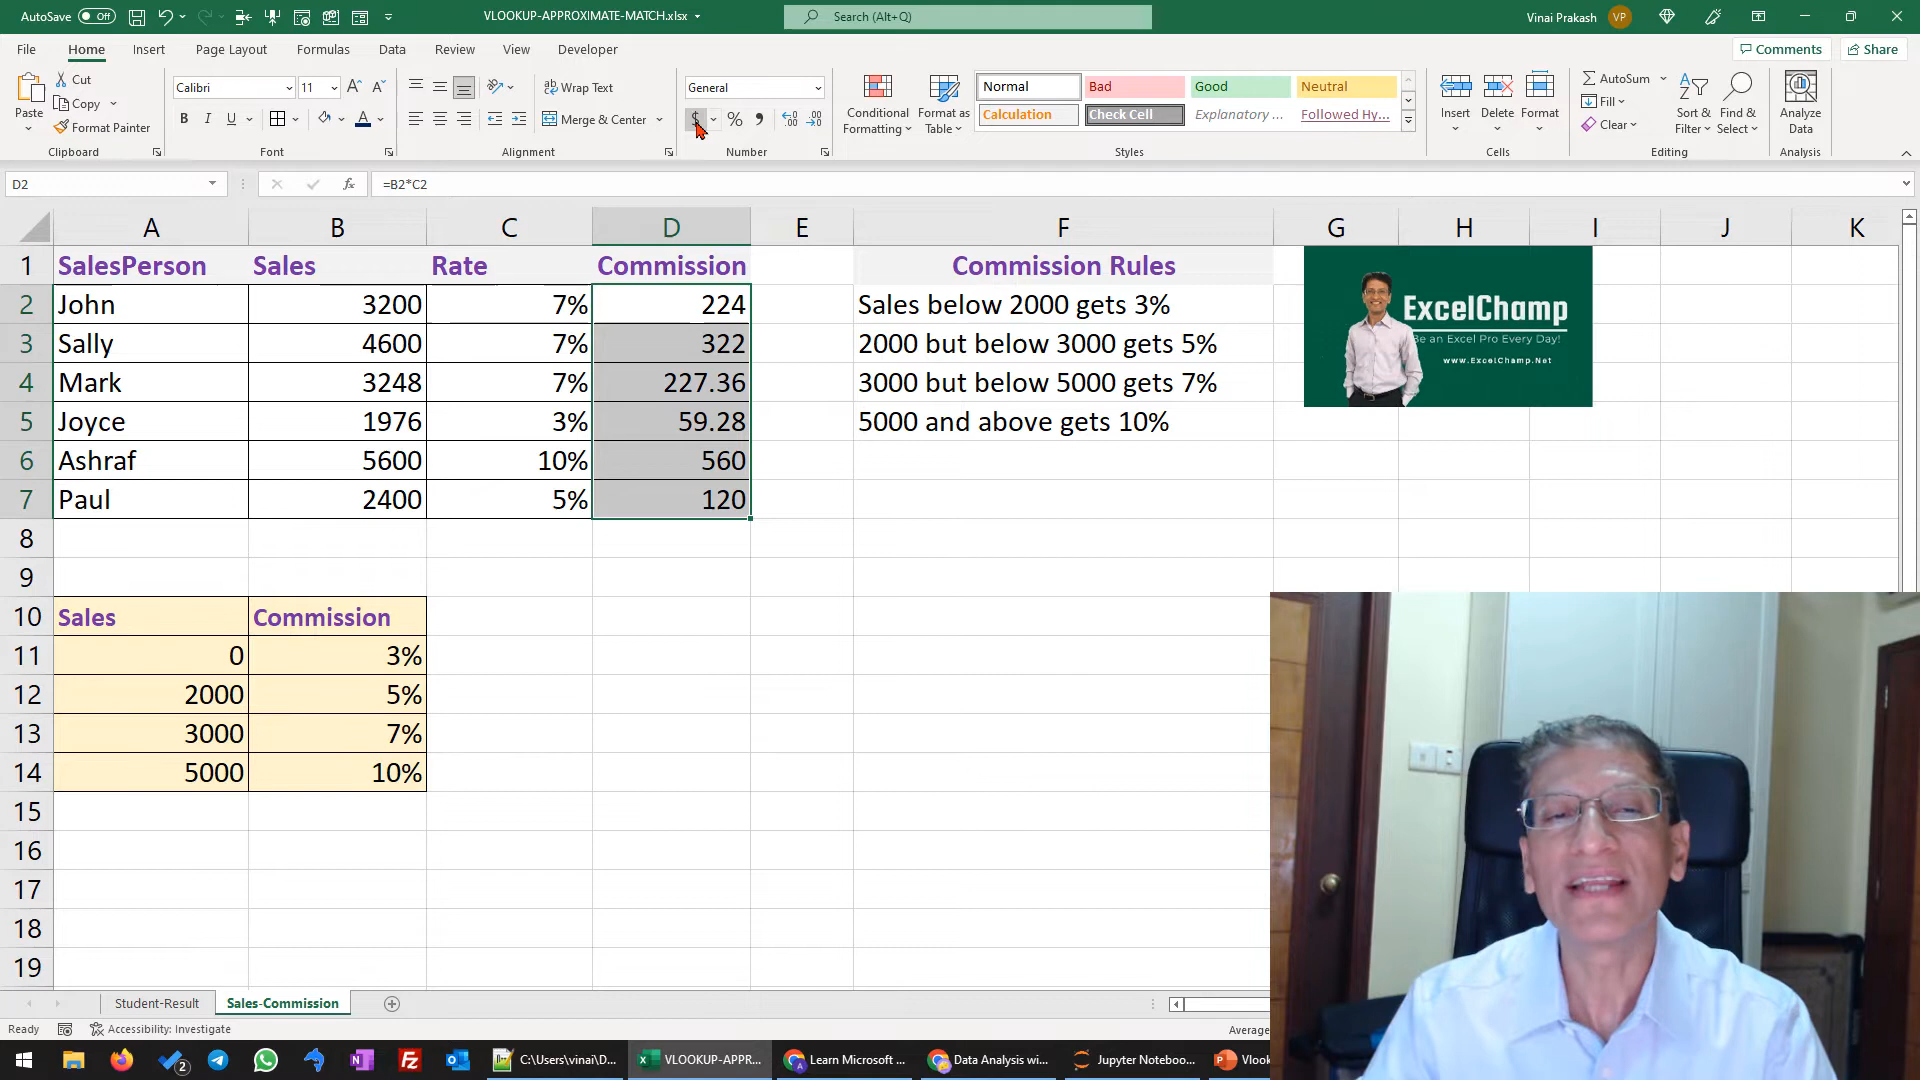 AutoSave Off
VLOOKUP-APPROXIMATE-MATCH.xlsx
Search (Alt+Q)
Vinai Prakash VP
File Home Insert Page Layout Formulas Data Review View Developer
Comments Share
Paste
Cut
Copy
Format Painter
Calibri 11
B I U
Wrap Text
Merge & Center
General
$ %
Conditional Formatting
Format as Table
Normal Bad Good Neutral
Calculation Check Cell Explanatory ... Followed Hy...
Insert Delete Format
AutoSum
Fill
Clear
Sort & Filter
Find & Select
Analyze Data
Clipboard Font Alignment Number Styles Cells Editing Analysis
D2 fx =B2*C2
A B C D E F G H I J K
1 SalesPerson Sales Rate Commission Commission Rules
2 John 3200 7% 224 Sales below 2000 gets 3%
3 Sally 4600 7% 322 2000 but below 3000 gets 5%
4 Mark 3248 7% 227.36 3000 but below 5000 gets 7%
5 Joyce 1976 3% 59.28 5000 and above gets 10%
6 Ashraf 5600 10% 560
7 Paul 2400 5% 120
ExcelChamp
Be an Excel Pro Every Day!
www.ExcelChamp.Net
8
9
10 Sales Commission
11 0 3%
12 2000 5%
13 3000 7%
14 5000 10%
15
16
17
18
19
Student-Result Sales-Commission
Ready Accessibility: Investigate Average
2 C:\Users\vinai\D... VLOOKUP-APPR... Learn Microsoft ... Data Analysis wi... Jupyter Noteboo... Vlook